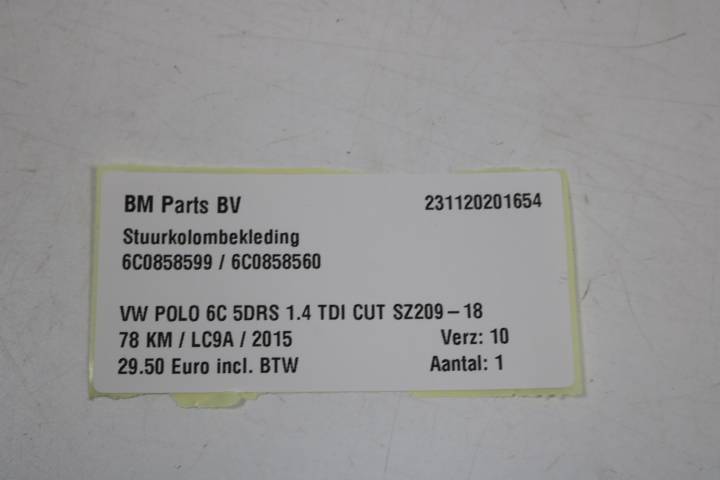 BM Parts BV 231120201654
Stuurkolombekleding
6C0858599 / 6C0858560
VW POLO 6C 5DRS 1.4 TDI CUT SZ209-18
78 KM / LC9A / 2015 Verz: 10
29.50 Euro incl. BTW Aantal: 1